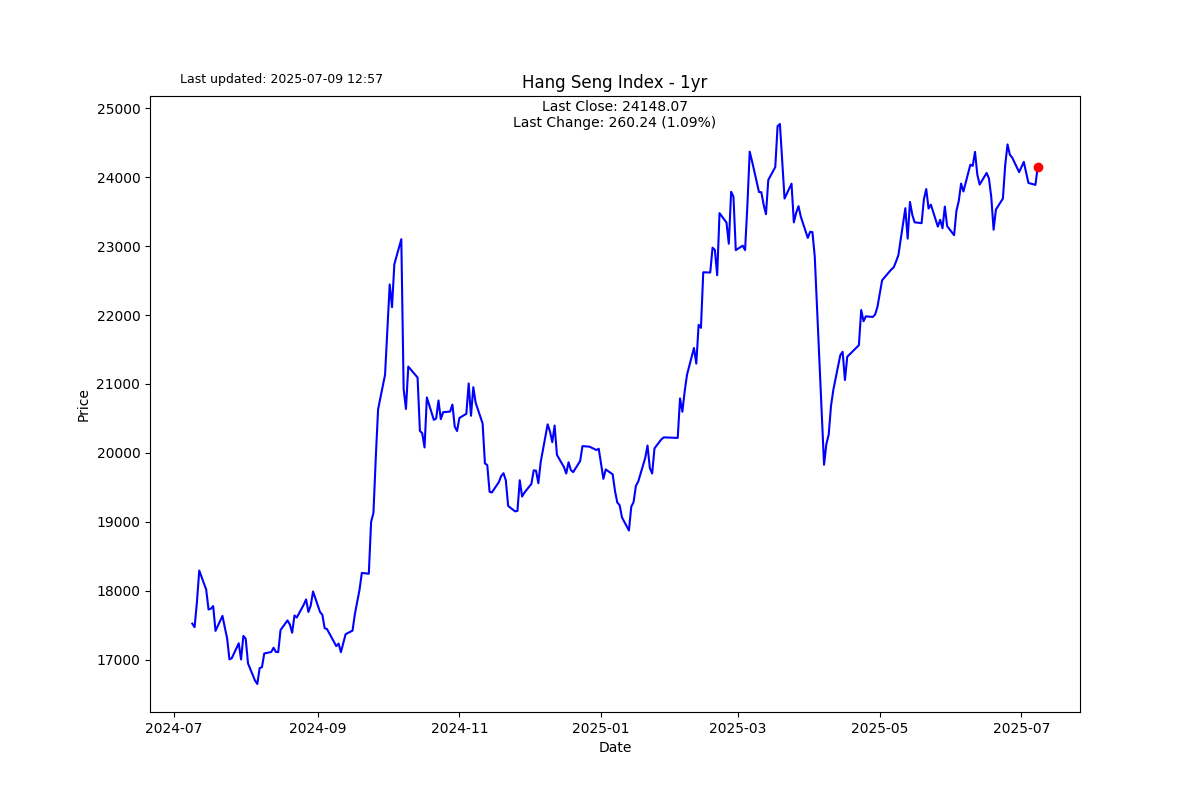 Last updated: 2025-07-09 12:57
Hang Seng Index - 1yr
Last Close: 24148.07
Last Change: 260.24 (1.09%)
25000
24000
23000
22000
21000
20000
19000
18000
17000
Price
2024-07
2024-09
2024-11
2025-01
2025-03
2025-05
2025-07
Date